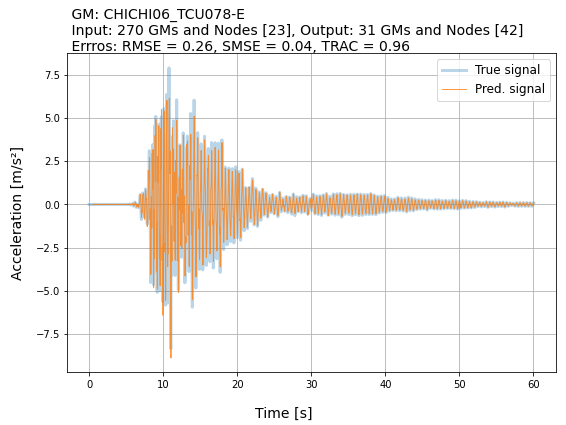 GM: CHICHI06_TCU078-E
Input: 270 GMs and Nodes [23], Output: 31 GMs and Nodes [42]
Errros: RMSE = 0.26, SMSE = 0.04, TRAC = 0.96
True signal
Pred. signal
Acceleration [m/s²]
7.5
5.0
2.5
0.0
−2.5
−5.0
−7.5
0 10 20 30 40 50 60
Time [s]